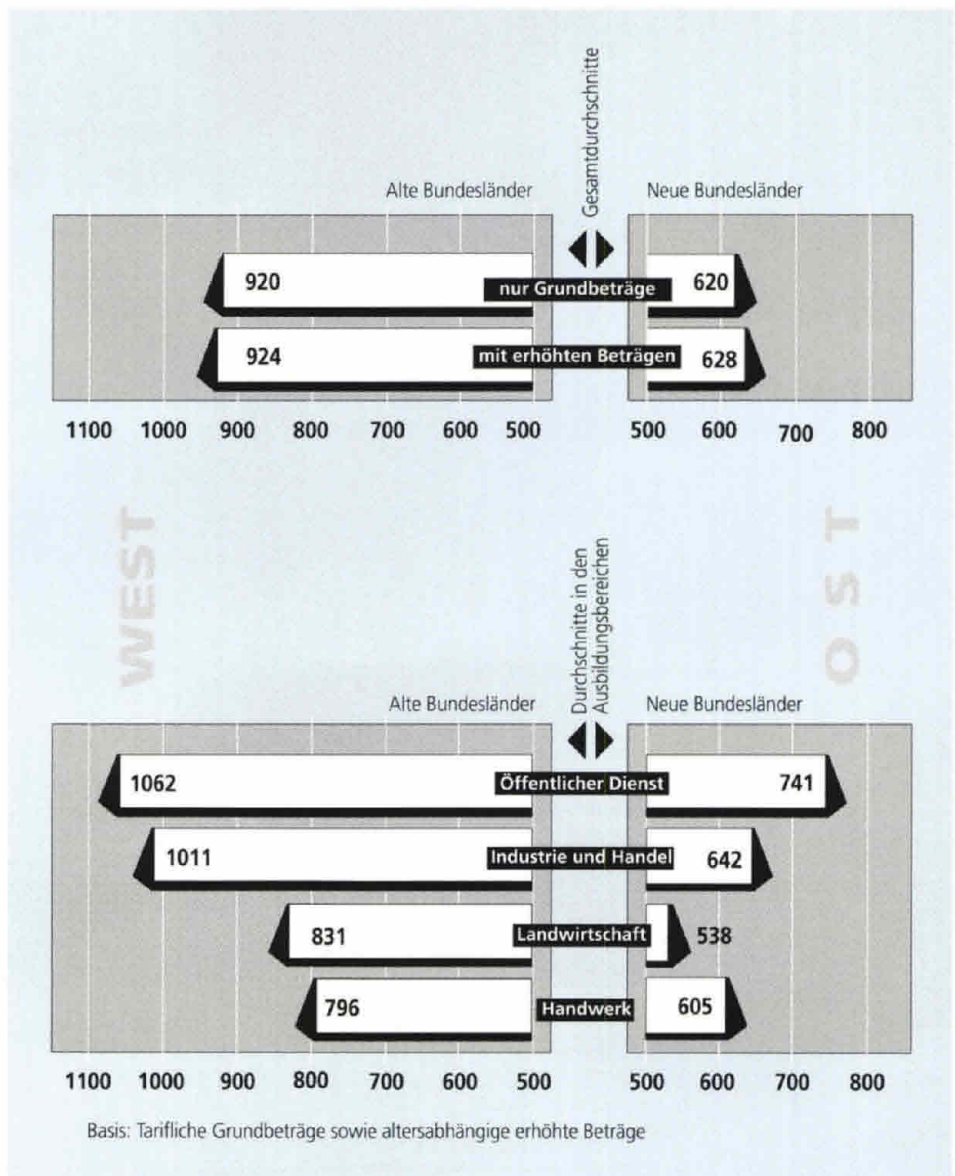 Gesamtdurchschnitte
Alte Bundesländer
Neue Bundesländer
920
nur Grundbeträge
620
924
mit erhöhten Beträgen
628
1100 1000 900 800 700 600 500
500 600 700 800
WEST
OST
Durchschnitte in den
Ausbildungsbereichen
Alte Bundesländer
Neue Bundesländer
1062
Öffentlicher Dienst
741
1011
Industrie und Handel
642
831
Landwirtschaft
538
796
Handwerk
605
1100 1000 900 800 700 600 500
500 600 700 800
Basis: Tarifliche Grundbeträge sowie altersabhängige erhöhte Beträge